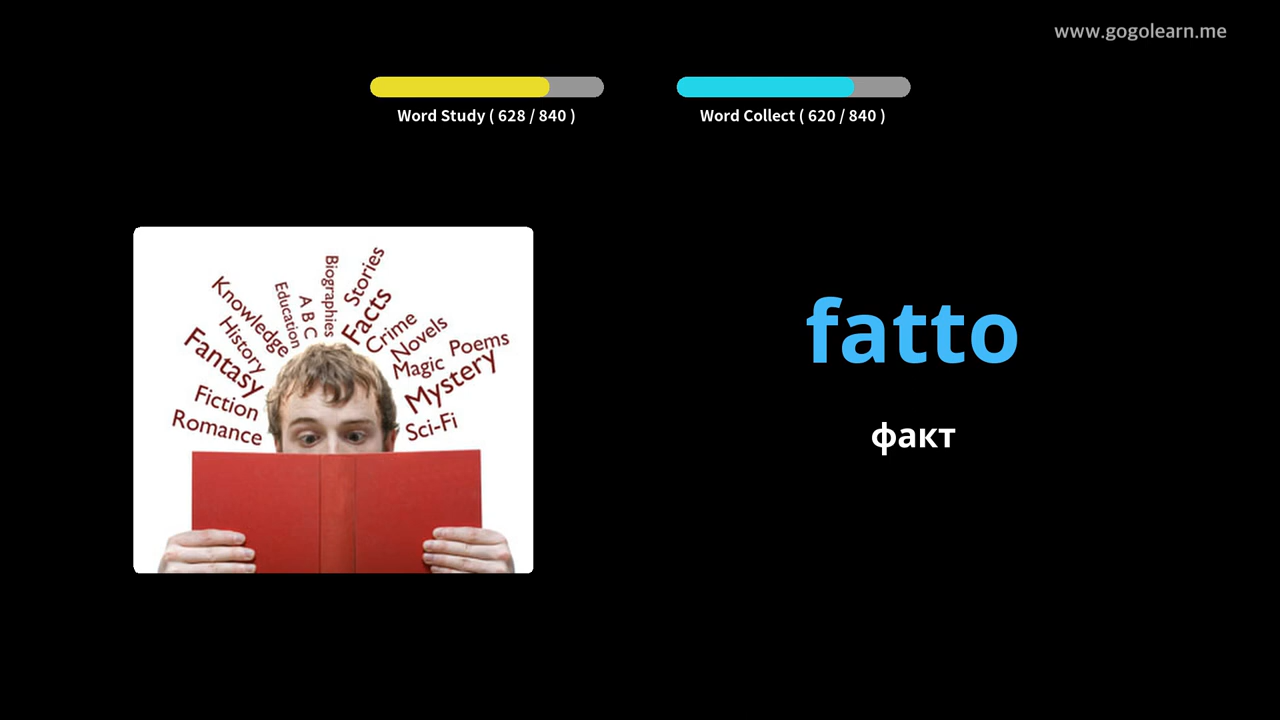 www.gogolearn.me
Word Study ( 628 / 840 )
Word Collect ( 620 / 840 )
Biographies
Stories
Education
A B C
Facts
Knowledge
Crime
History
Novels
Fantasy
Magic
Poems
Mystery
Fiction
Romance
Sci-Fi
fatto
факт